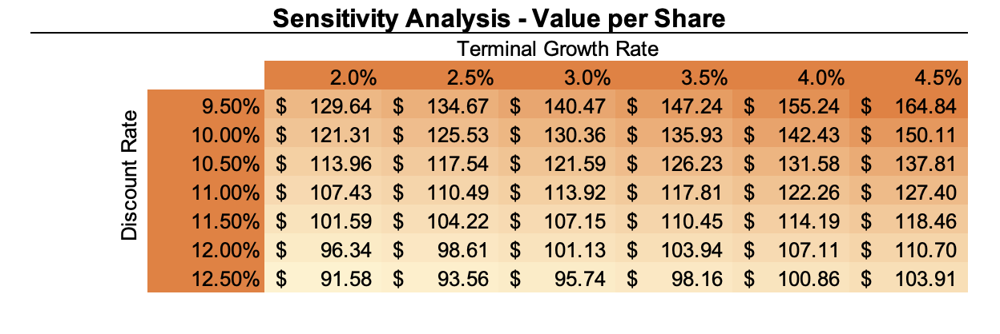 Sensitivity Analysis - Value per Share
Terminal Growth Rate
2.0% 2.5% 3.0% 3.5% 4.0% 4.5%
Discount Rate
9.50% $ 129.64 $ 134.67 $ 140.47 $ 147.24 $ 155.24 $ 164.84
10.00% $ 121.31 $ 125.53 $ 130.36 $ 135.93 $ 142.43 $ 150.11
10.50% $ 113.96 $ 117.54 $ 121.59 $ 126.23 $ 131.58 $ 137.81
11.00% $ 107.43 $ 110.49 $ 113.92 $ 117.81 $ 122.26 $ 127.40
11.50% $ 101.59 $ 104.22 $ 107.15 $ 110.45 $ 114.19 $ 118.46
12.00% $ 96.34 $ 98.61 $ 101.13 $ 103.94 $ 107.11 $ 110.70
12.50% $ 91.58 $ 93.56 $ 95.74 $ 98.16 $ 100.86 $ 103.91